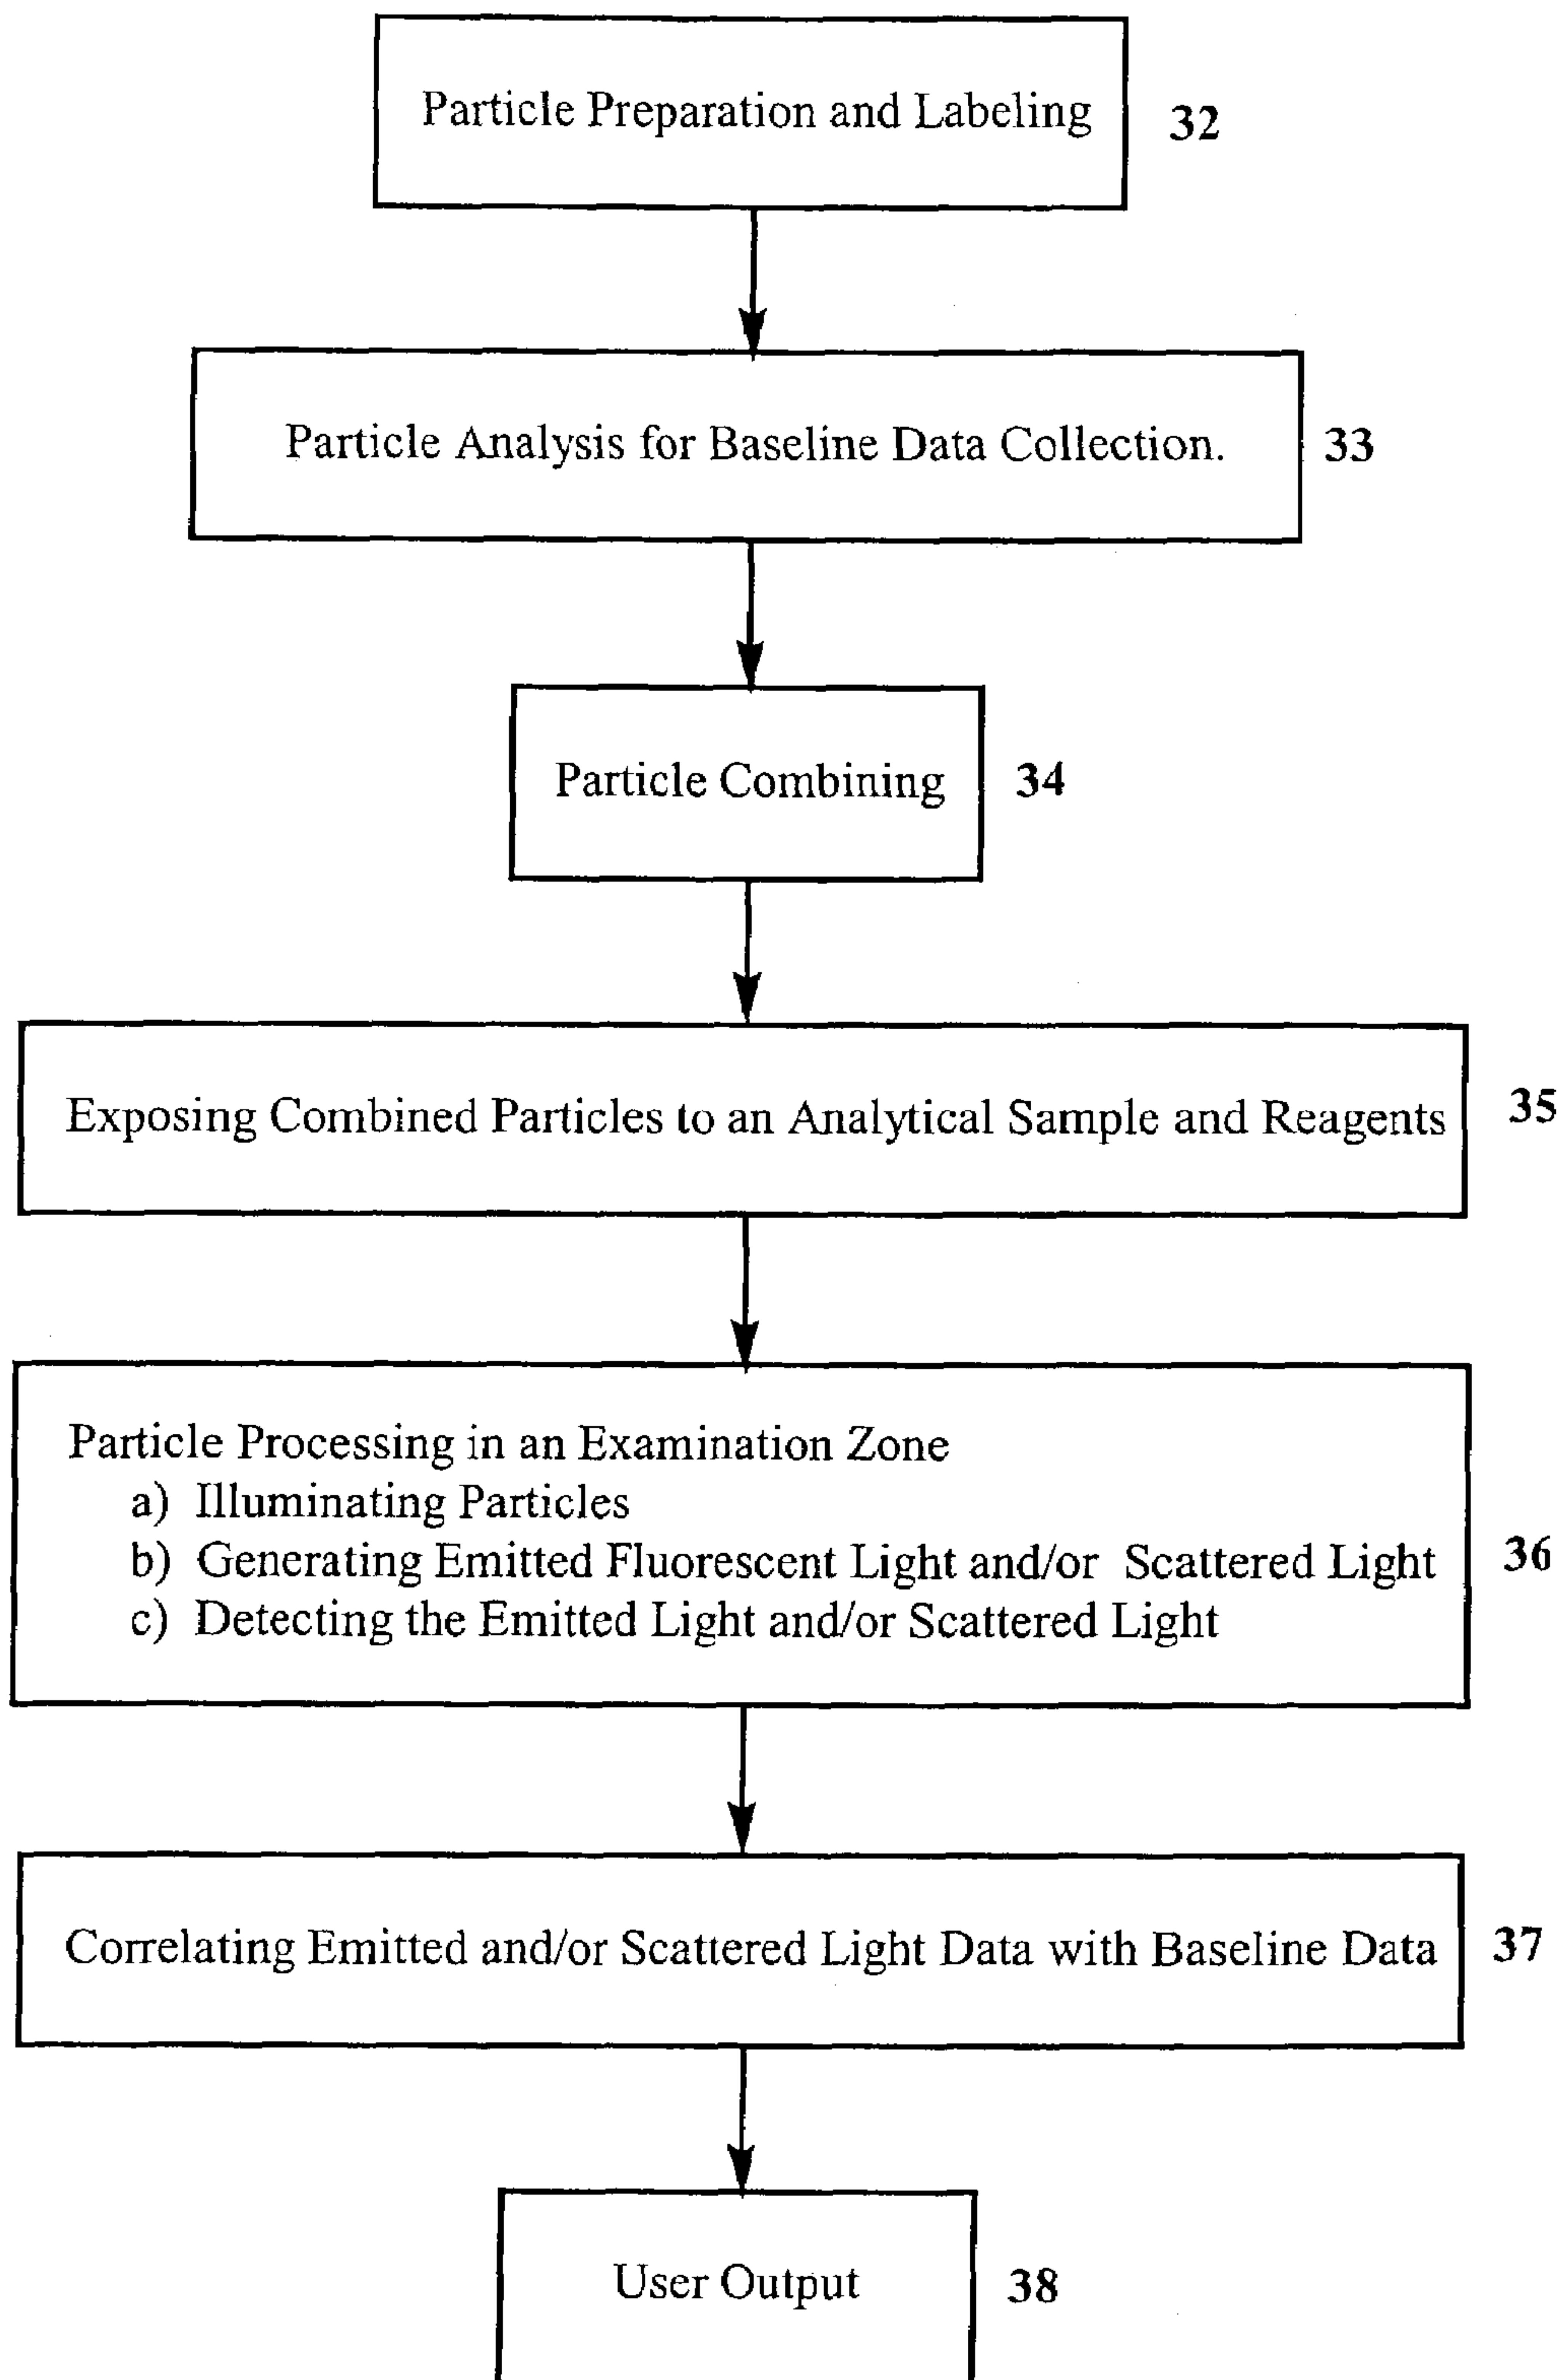 Particle Preparation and Labeling 32
Particle Analysis for Baseline Data Collection. 33
Particle Combining 34
Exposing Combined Particles to an Analytical Sample and Reagents 35
Particle Processing in an Examination Zone
a) Illuminating Particles
b) Generating Emitted Fluorescent Light and/or Scattered Light 36
c) Detecting the Emitted Light and/or Scattered Light
Correlating Emitted and/or Scattered Light Data with Baseline Data 37
User Output 38